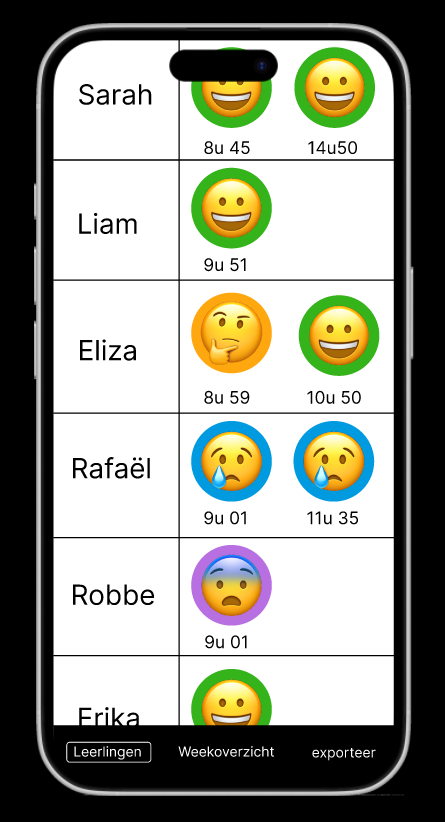 Sarah
8u 45 14u50
Liam
9u 51
Eliza
8u 59 10u 50
Rafaël
9u 01 11u 35
Robbe
9u 01
Erika
Leerlingen Weekoverzicht exporteer